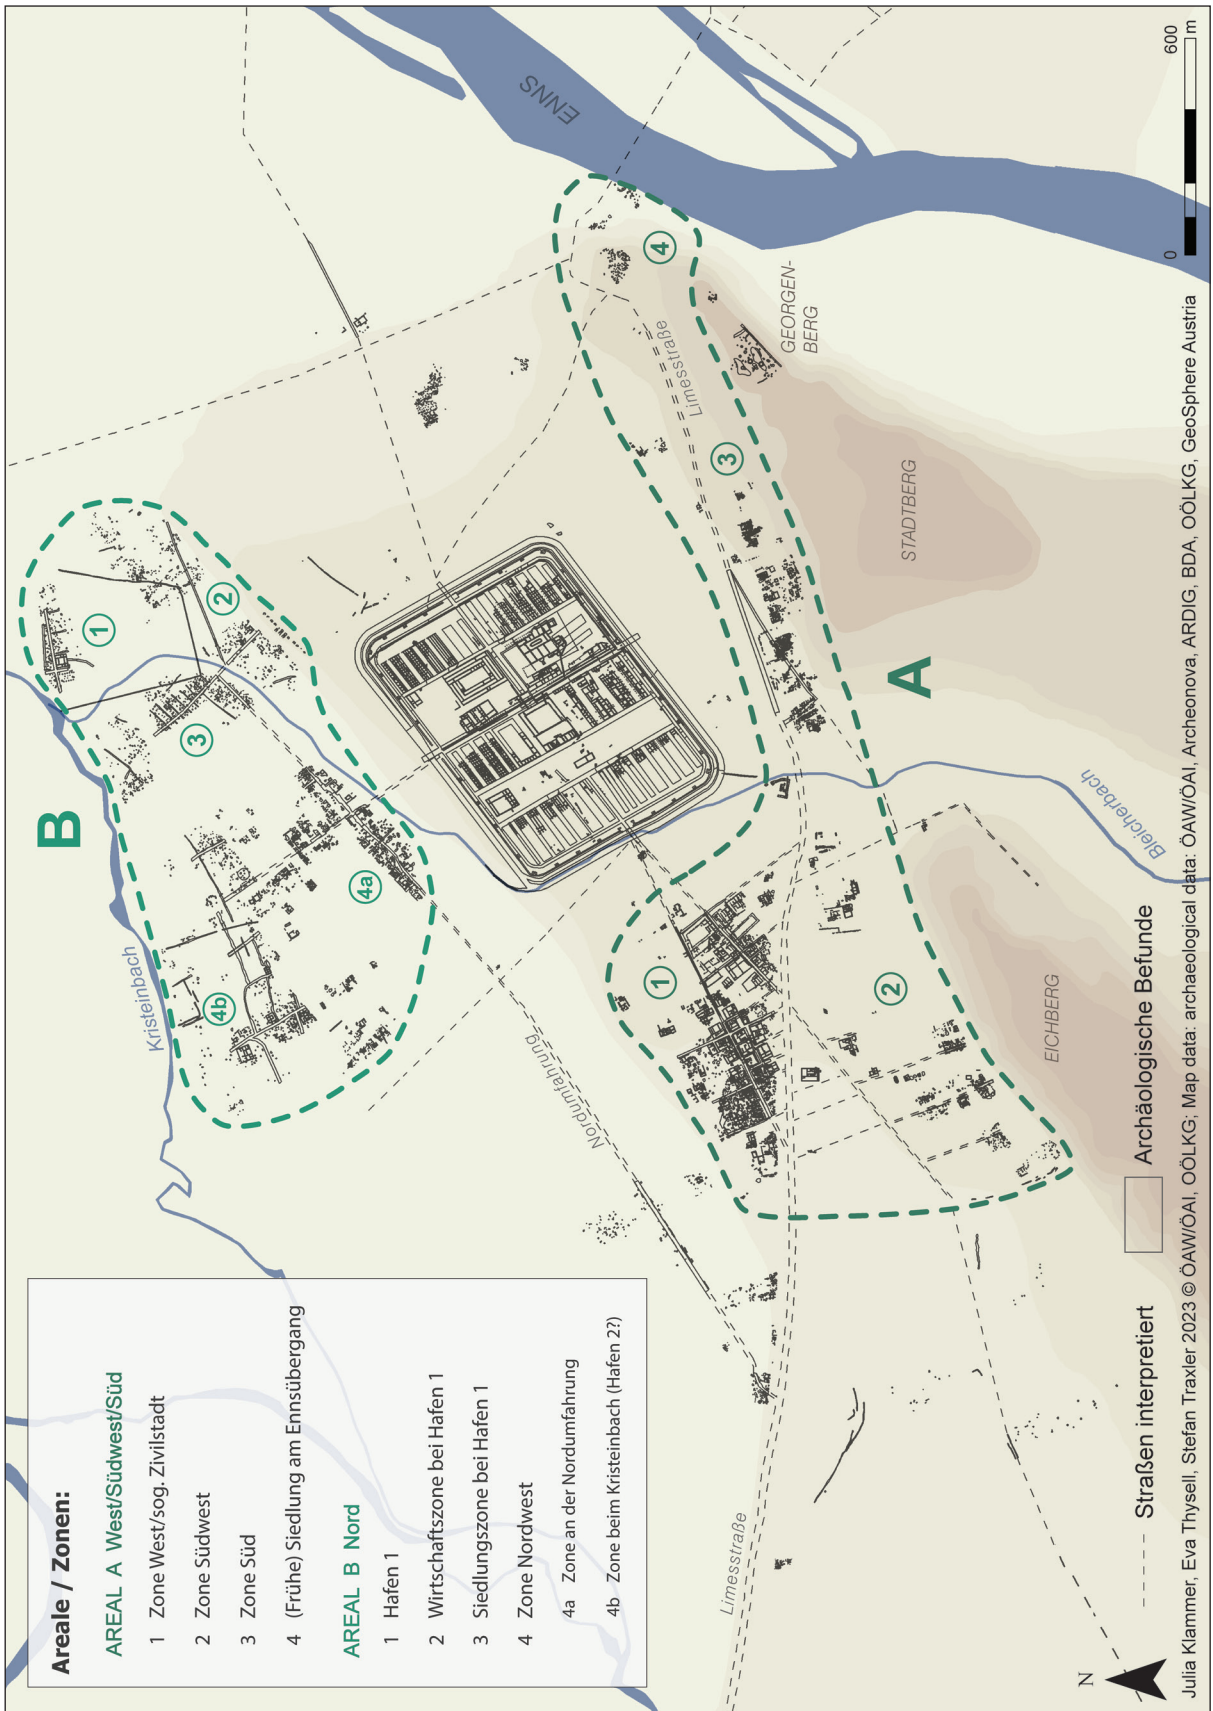 Areale / Zonen:
AREAL A West/Südwest/Süd
1 Zone West/sog. Zivilstadt
2 Zone Südwest
3 Zone Süd
4 (Frühe) Siedlung am Ennsübergang
AREAL B Nord
1 Hafen 1
2 Wirtschaftszone bei Hafen 1
3 Siedlungszone bei Hafen 1
4 Zone Nordwest
4a Zone an der Nordumfahrung
4b Zone beim Kristeinbach (Hafen 2?)
B
1
2
3
4a
4b
Kristeinbach
Nordumfahrung
ENNS
A
1
2
3
4
Limesstraße
Limesstraße
GEORGEN-
BERG
STADTBERG
EICHBERG
Bleicherbach
N
Straßen interpretiert
Archäologische Befunde
0
600
m
Julia Klammer, Eva Thysell, Stefan Traxler 2023 © ÖAW/ÖAI, OÖLKG; Map data: archaeological data: ÖAW/ÖAI, Archeonova, ARDIG, BDA, OÖLKG, GeoSphere Austria